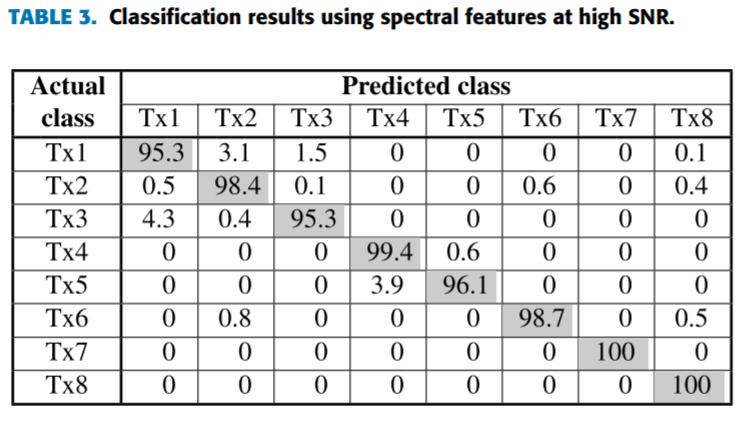 TABLE 3. Classification results using spectral features at high SNR.
Actual class Predicted class
Tx1 Tx2 Tx3 Tx4 Tx5 Tx6 Tx7 Tx8
Tx1 95.3 3.1 1.5 0 0 0 0 0.1
Tx2 0.5 98.4 0.1 0 0 0.6 0 0.4
Tx3 4.3 0.4 95.3 0 0 0 0 0
Tx4 0 0 0 99.4 0.6 0 0 0
Tx5 0 0 0 3.9 96.1 0 0 0
Tx6 0 0.8 0 0 0 98.7 0 0.5
Tx7 0 0 0 0 0 0 100 0
Tx8 0 0 0 0 0 0 0 100